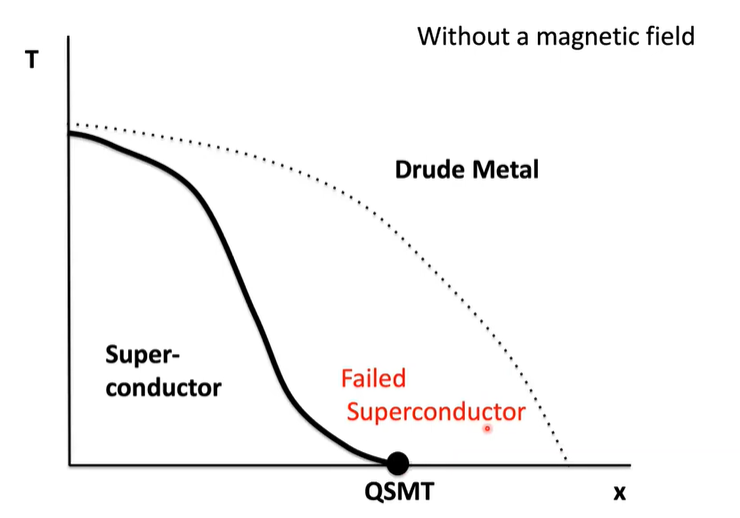 Without a magnetic field
T
Drude Metal
Super-
conductor
Failed
Superconductor
QSMT
x